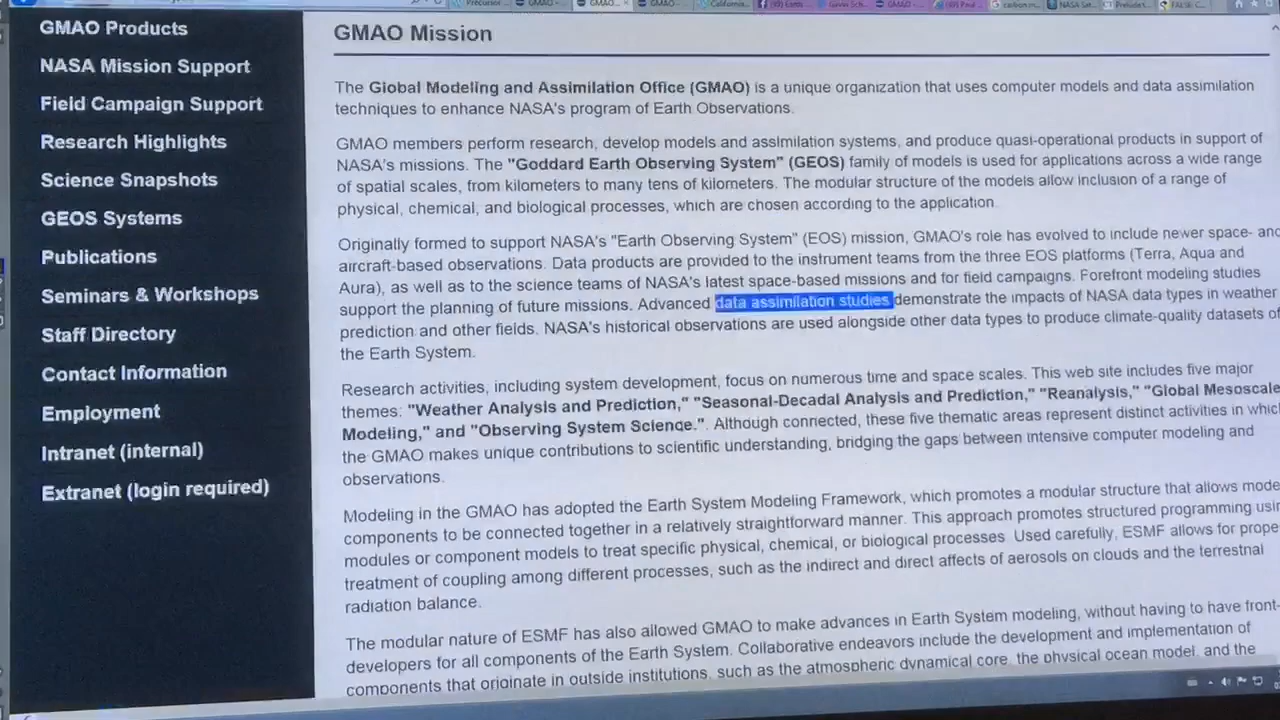 GMAO Products
NASA Mission Support
Field Campaign Support
Research Highlights
Science Snapshots
GEOS Systems
Publications
Seminars & Workshops
Staff Directory
Contact Information
Employment
Intranet (internal)
Extranet (login required)
GMAO Mission
The Global Modeling and Assimilation Office (GMAO) is a unique organization that uses computer models and data assimilation
techniques to enhance NASA's program of Earth Observations.
GMAO members perform research, develop models and assimilation systems, and produce quasi-operational products in support of
NASA's missions. The "Goddard Earth Observing System" (GEOS) family of models is used for applications across a wide range
of spatial scales, from kilometers to many tens of kilometers. The modular structure of the models allow inclusion of a range of
physical, chemical, and biological processes, which are chosen according to the application.
Originally formed to support NASA's "Earth Observing System" (EOS) mission, GMAO's role has evolved to include newer space- and
aircraft-based observations. Data products are provided to the instrument teams from the three EOS platforms (Terra, Aqua and
Aura), as well as to the science teams of NASA's latest space-based missions and for field campaigns. Forefront modeling studies
support the planning of future missions. Advanced data assimilation studies demonstrate the impacts of NASA data types in weather
prediction and other fields. NASA's historical observations are used alongside other data types to produce climate-quality datasets of
the Earth System.
Research activities, including system development, focus on numerous time and space scales. This web site includes five major
themes: "Weather Analysis and Prediction," "Seasonal-Decadal Analysis and Prediction," "Reanalysis," "Global Mesoscale
Modeling," and "Observing System Science.". Although connected, these five thematic areas represent distinct activities in whic
the GMAO makes unique contributions to scientific understanding, bridging the gaps between intensive computer modeling and
observations.
Modeling in the GMAO has adopted the Earth System Modeling Framework, which promotes a modular structure that allows mode
components to be connected together in a relatively straightforward manner. This approach promotes structured programming usi
modules or component models to treat specific physical, chemical, or biological processes Used carefully, ESMF allows for prope
treatment of coupling among different processes, such as the indirect and direct affects of aerosols on clouds and the terrestrial
radiation balance.
The modular nature of ESMF has also allowed GMAO to make advances in Earth System modeling, without having to have front-
developers for all components of the Earth System. Collaborative endeavors include the development and implementation of
components that originate in outside institutions, such as the atmospheric dynamical core, the physical ocean model, and the